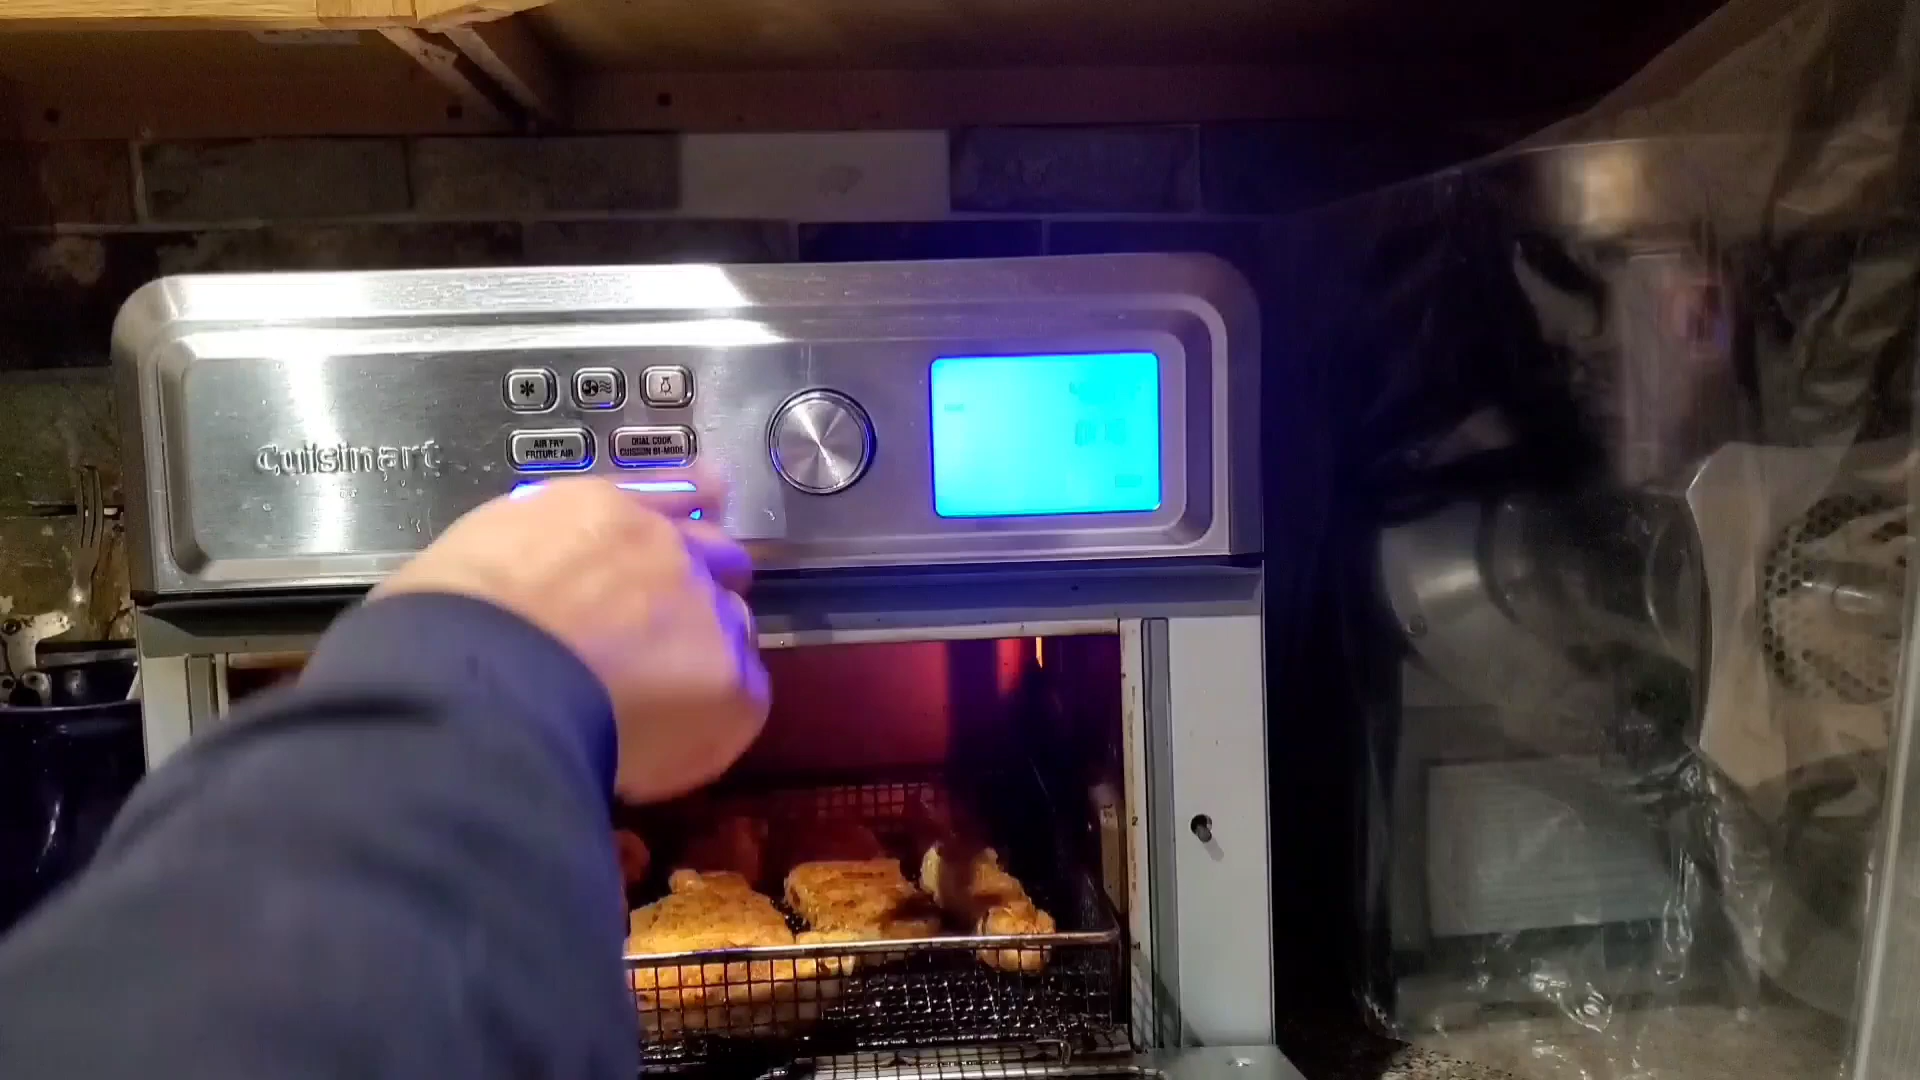 Cuisinart
AIR FRY
FRITURE AIR
DUAL COOK
CUISSON BI-MODE